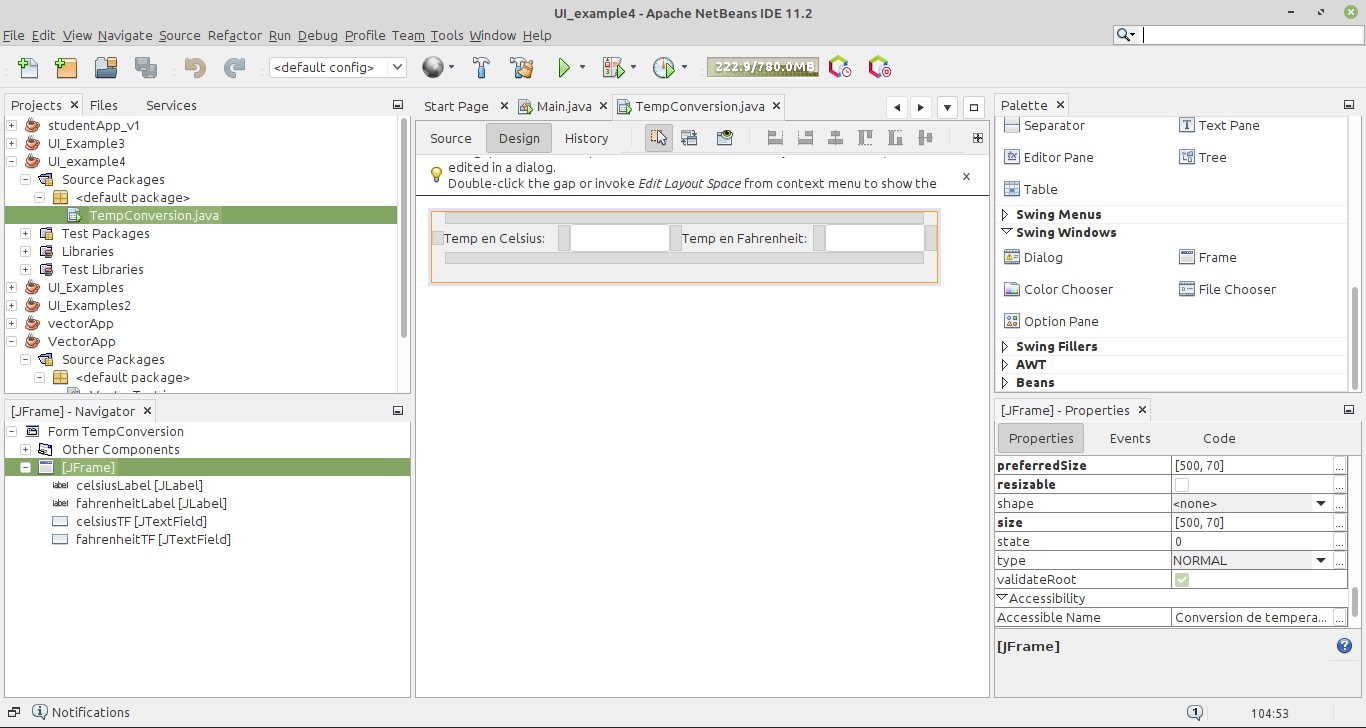 UI_example4 - Apache NetBeans IDE 11.2
File Edit View Navigate Source Refactor Run Debug Profile Team Tools Window Help
<default config>
222.9/780.0MB
Projects
Files
Services
studentApp_v1
UI_Example3
UI_example4
Source Packages
<default package>
TempConversion.java
Test Packages
Libraries
Test Libraries
UI_Examples
UI_Examples2
vectorApp
VectorApp
Source Packages
<default package>
[JFrame] - Navigator
Form TempConversion
Other Components
[JFrame]
celsiusLabel [JLabel]
fahrenheitLabel [JLabel]
celsiusTF [JTextField]
fahrenheitTF [JTextField]
Start Page
Main.java
TempConversion.java
Source
Design
History
edited in a dialog.
Double-click the gap or invoke Edit Layout Space from context menu to show the
x
Temp en Celsius:
Temp en Fahrenheit:
Palette
Separator
Text Pane
Editor Pane
Tree
Table
Swing Menus
Swing Windows
Dialog
Frame
Color Chooser
File Chooser
Option Pane
Swing Fillers
AWT
Beans
[JFrame] - Properties
Properties
Events
Code
preferredSize [500, 70] ...
resizable ...
shape <none> ...
size [500, 70] ...
state 0 ...
type NORMAL ...
validateRoot
Accessibility
Accessible Name Conversion de tempera... ...
[JFrame]
Notifications
1
104:53